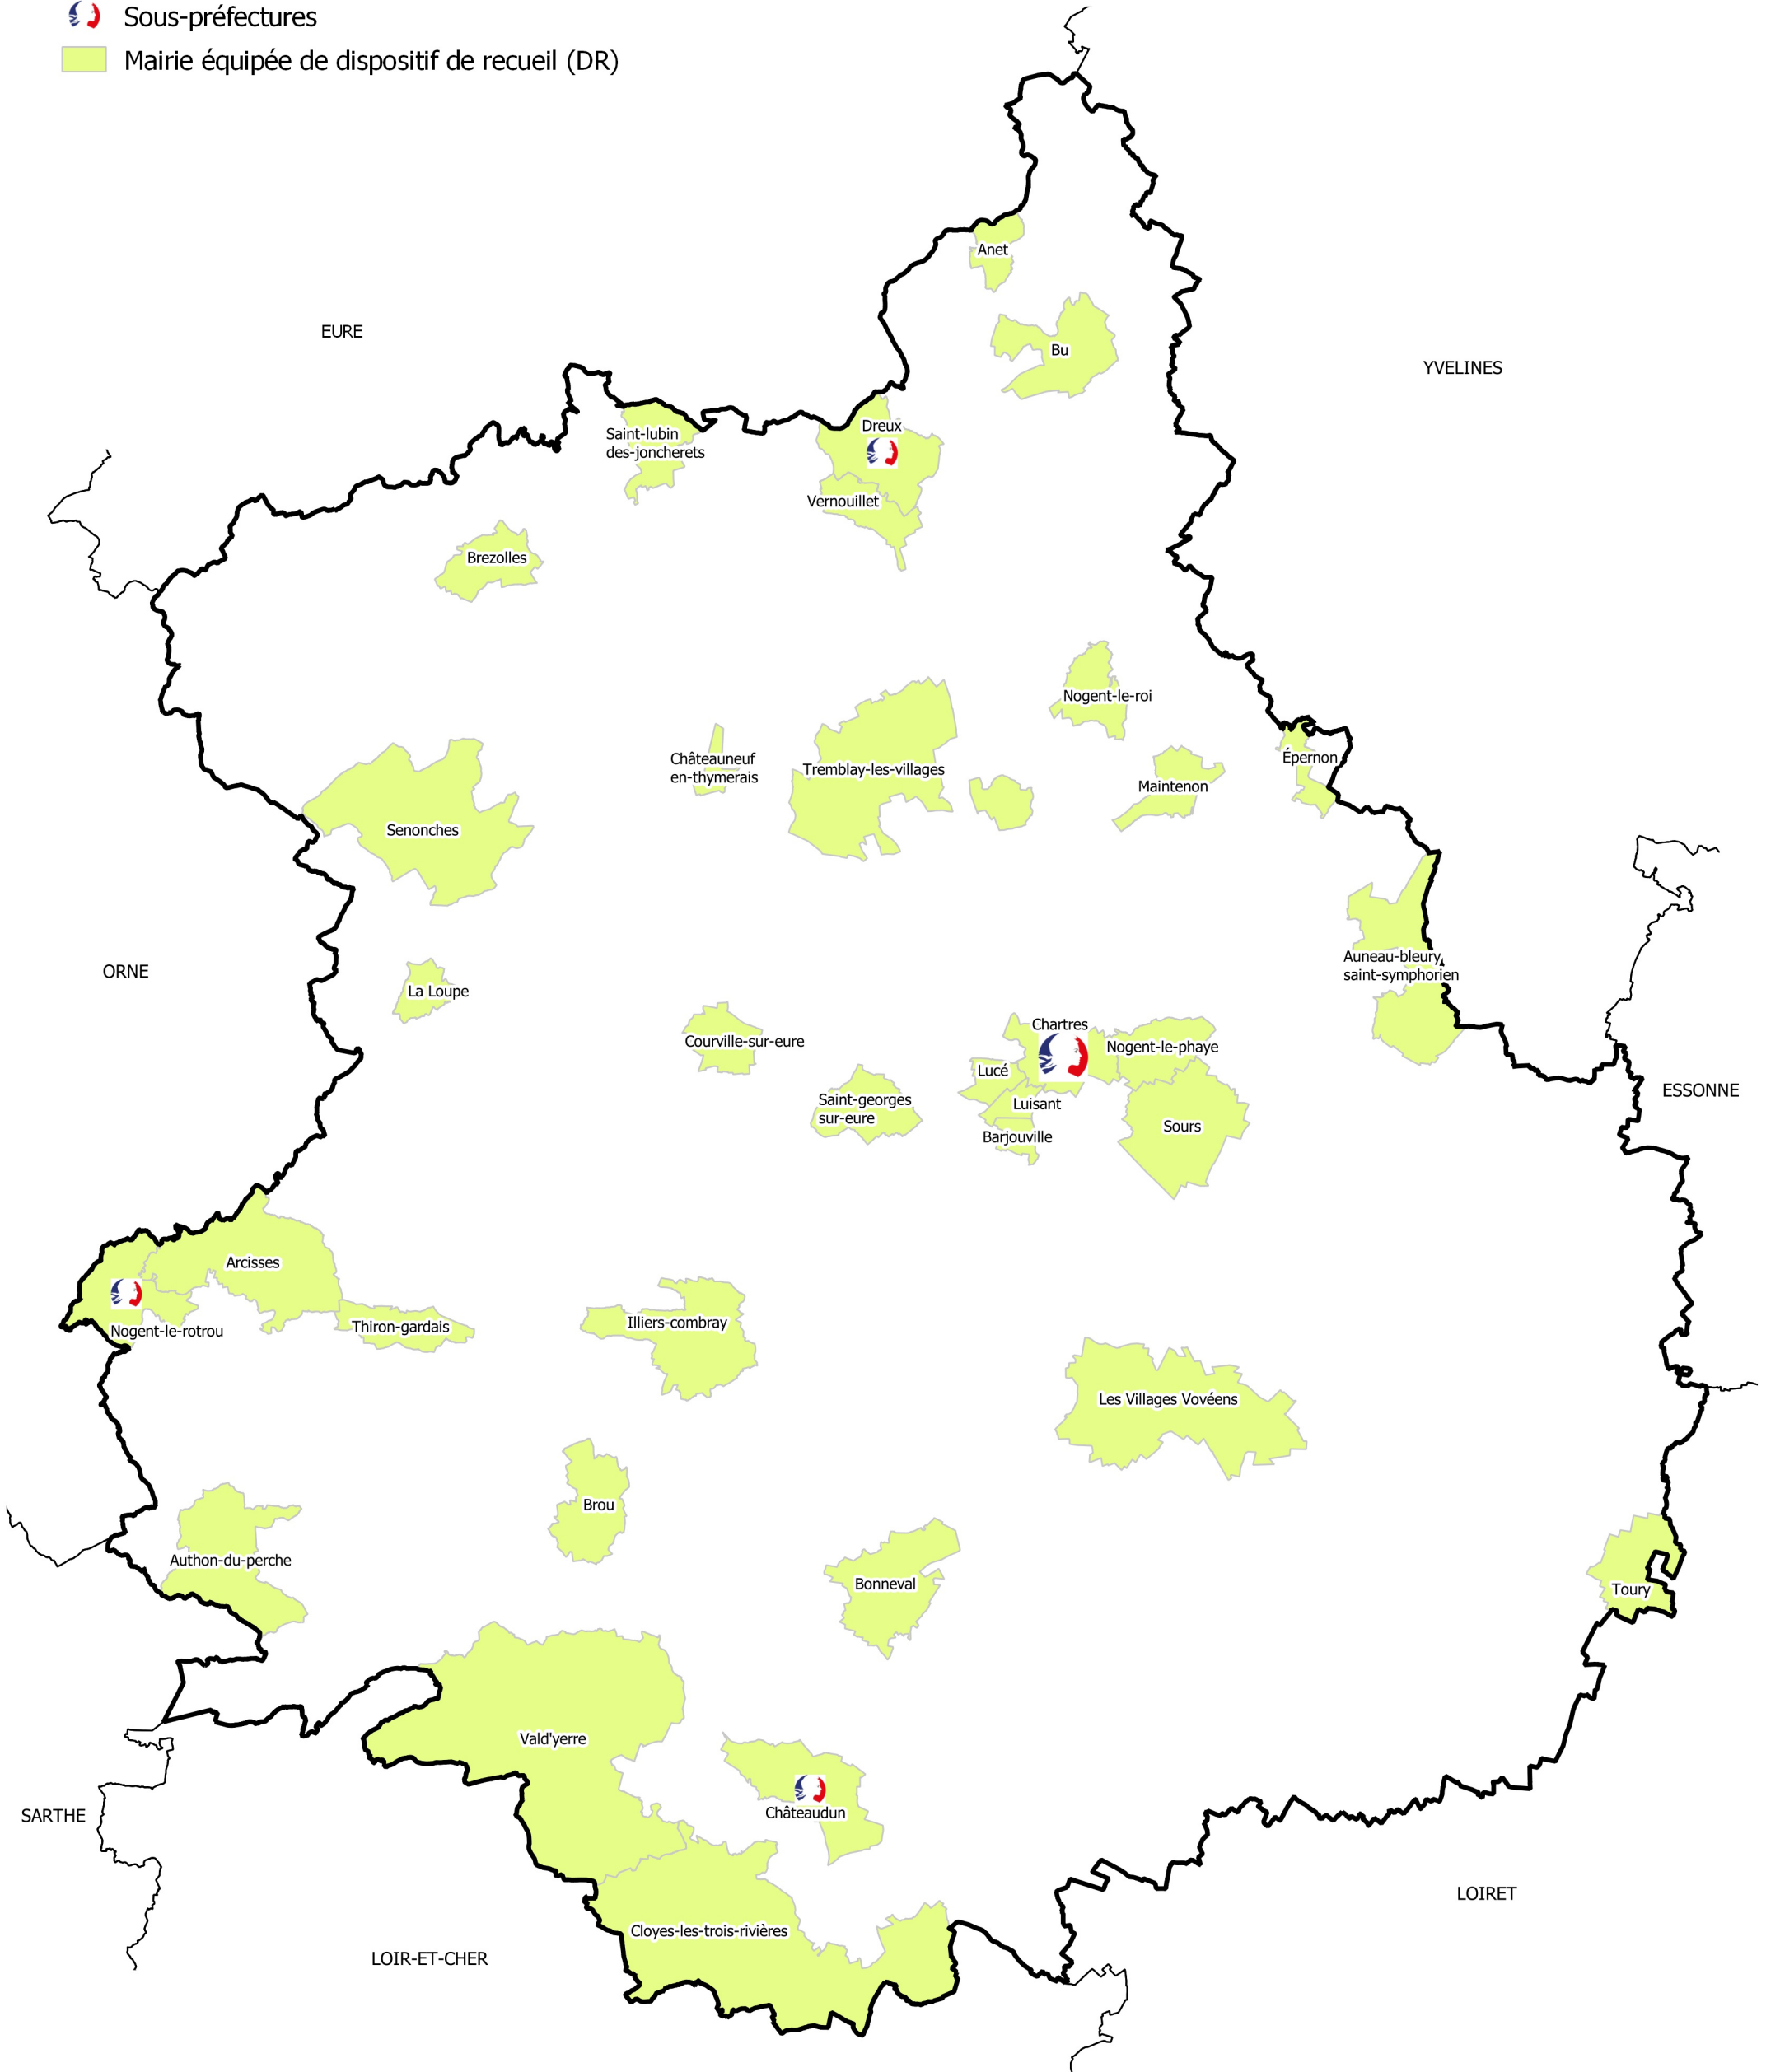 Sous-préfectures
Mairie équipée de dispositif de recueil (DR)
Anet
EURE
Bu
YVELINES
Dreux
Saint-lubin
des-joncherets
Vernouillet
Brezolles
Nogent-le-roi
Châteauneuf
en-thymerais
Tremblay-les-villages
Épernon
Maintenon
Senonches
Auneau-bleury
saint-symphorien
ORNE
La Loupe
Chartres
Courville-sur-eure
Nogent-le-phaye
Lucé
ESSONNE
Saint-georges
sur-eure
Luisant
Sours
Barjouville
Arcisses
Nogent-le-rotrou
Thiron-gardais
Illiers-combray
Les Villages Vovéens
Brou
Authon-du-perche
Bonneval
Toury
Vald'yerre
Châteaudun
SARTHE
LOIRET
Cloyes-les-trois-rivières
LOIR-ET-CHER